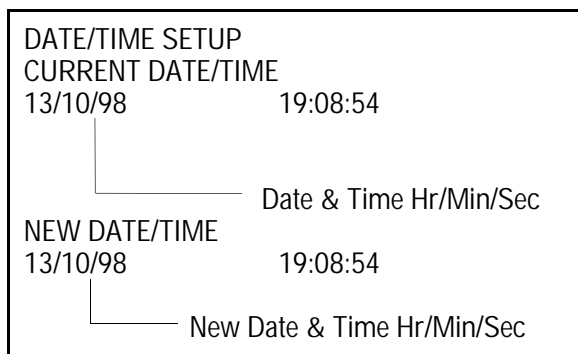 DATE/TIME SETUP
CURRENT DATE/TIME
13/10/98 19:08:54
Date & Time Hr/Min/Sec
NEW DATE/TIME
13/10/98 19:08:54
New Date & Time Hr/Min/Sec